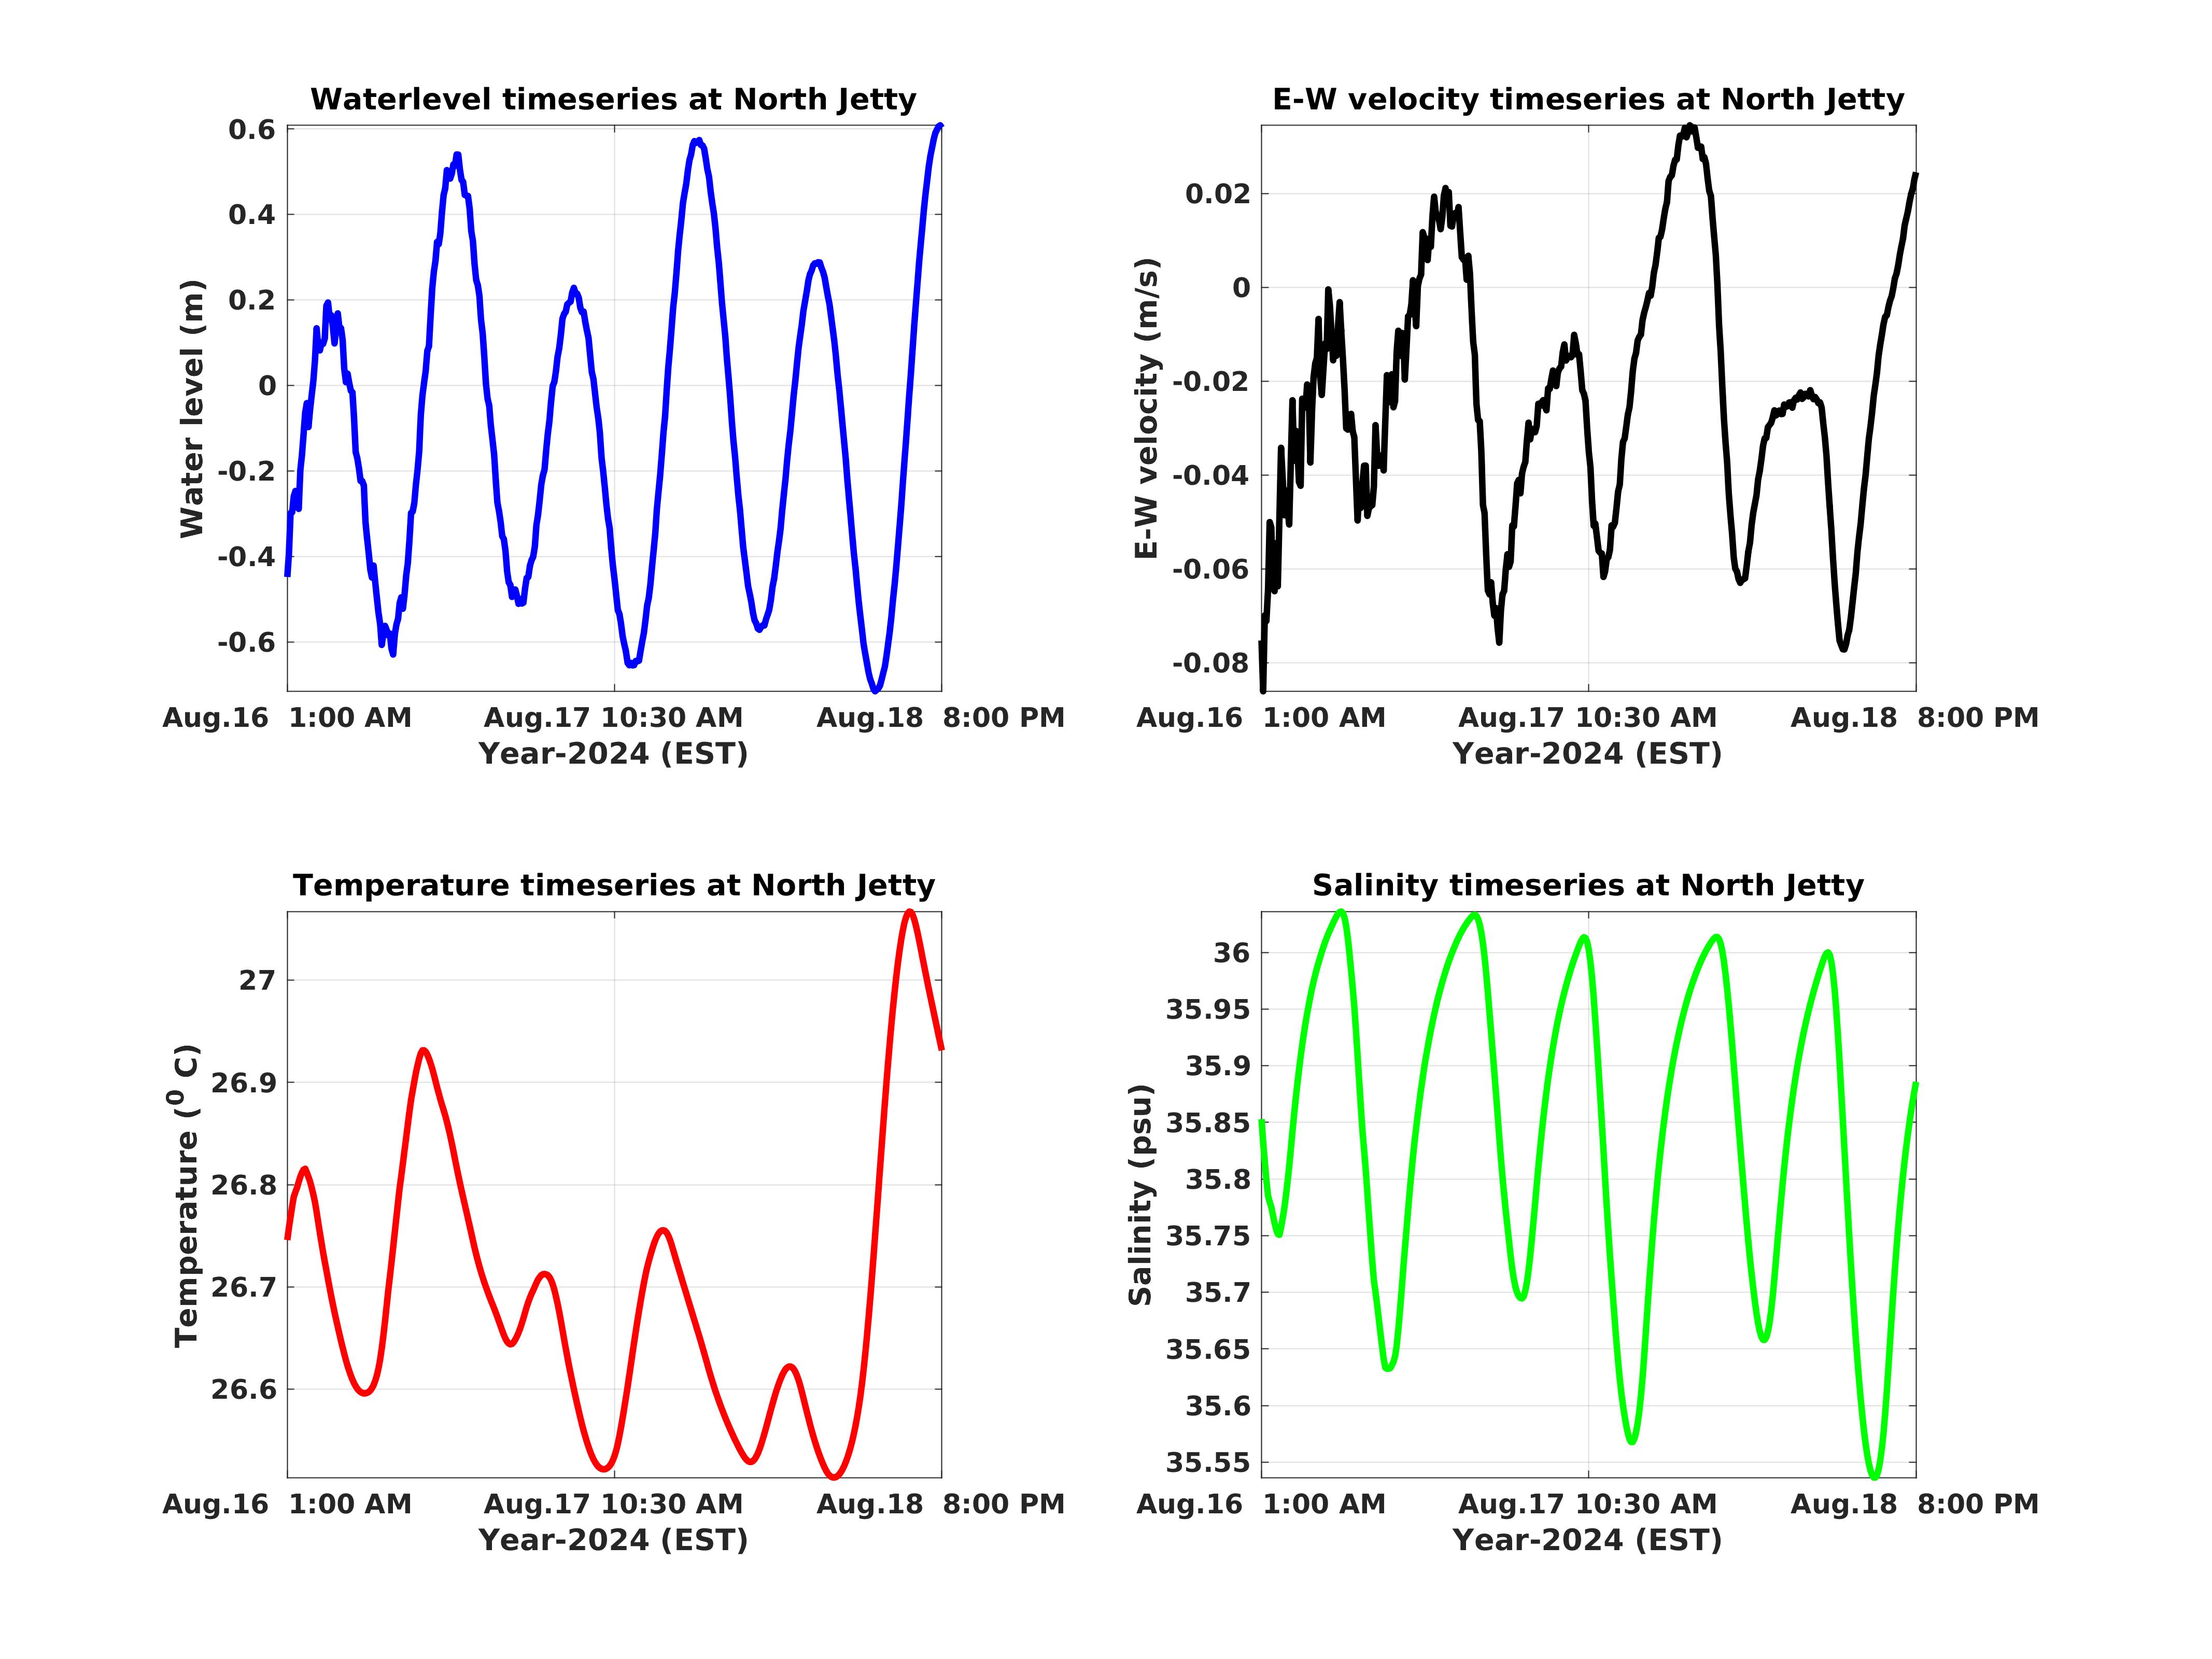 Waterlevel timeseries at North Jetty
0.6
0.4
0.2
0
-0.2
-0.4
-0.6
Water level (m)
Aug.16 1:00 AM Aug.17 10:30 AM Aug.18 8:00 PM
Year-2024 (EST)
E-W velocity timeseries at North Jetty
0.02
0
-0.02
-0.04
-0.06
-0.08
E-W velocity (m/s)
Aug.16 1:00 AM Aug.17 10:30 AM Aug.18 8:00 PM
Year-2024 (EST)
Temperature timeseries at North Jetty
27
26.9
26.8
26.7
26.6
Temperature (⁰ C)
Aug.16 1:00 AM Aug.17 10:30 AM Aug.18 8:00 PM
Year-2024 (EST)
Salinity timeseries at North Jetty
36
35.95
35.9
35.85
35.8
35.75
35.7
35.65
35.6
35.55
Salinity (psu)
Aug.16 1:00 AM Aug.17 10:30 AM Aug.18 8:00 PM
Year-2024 (EST)